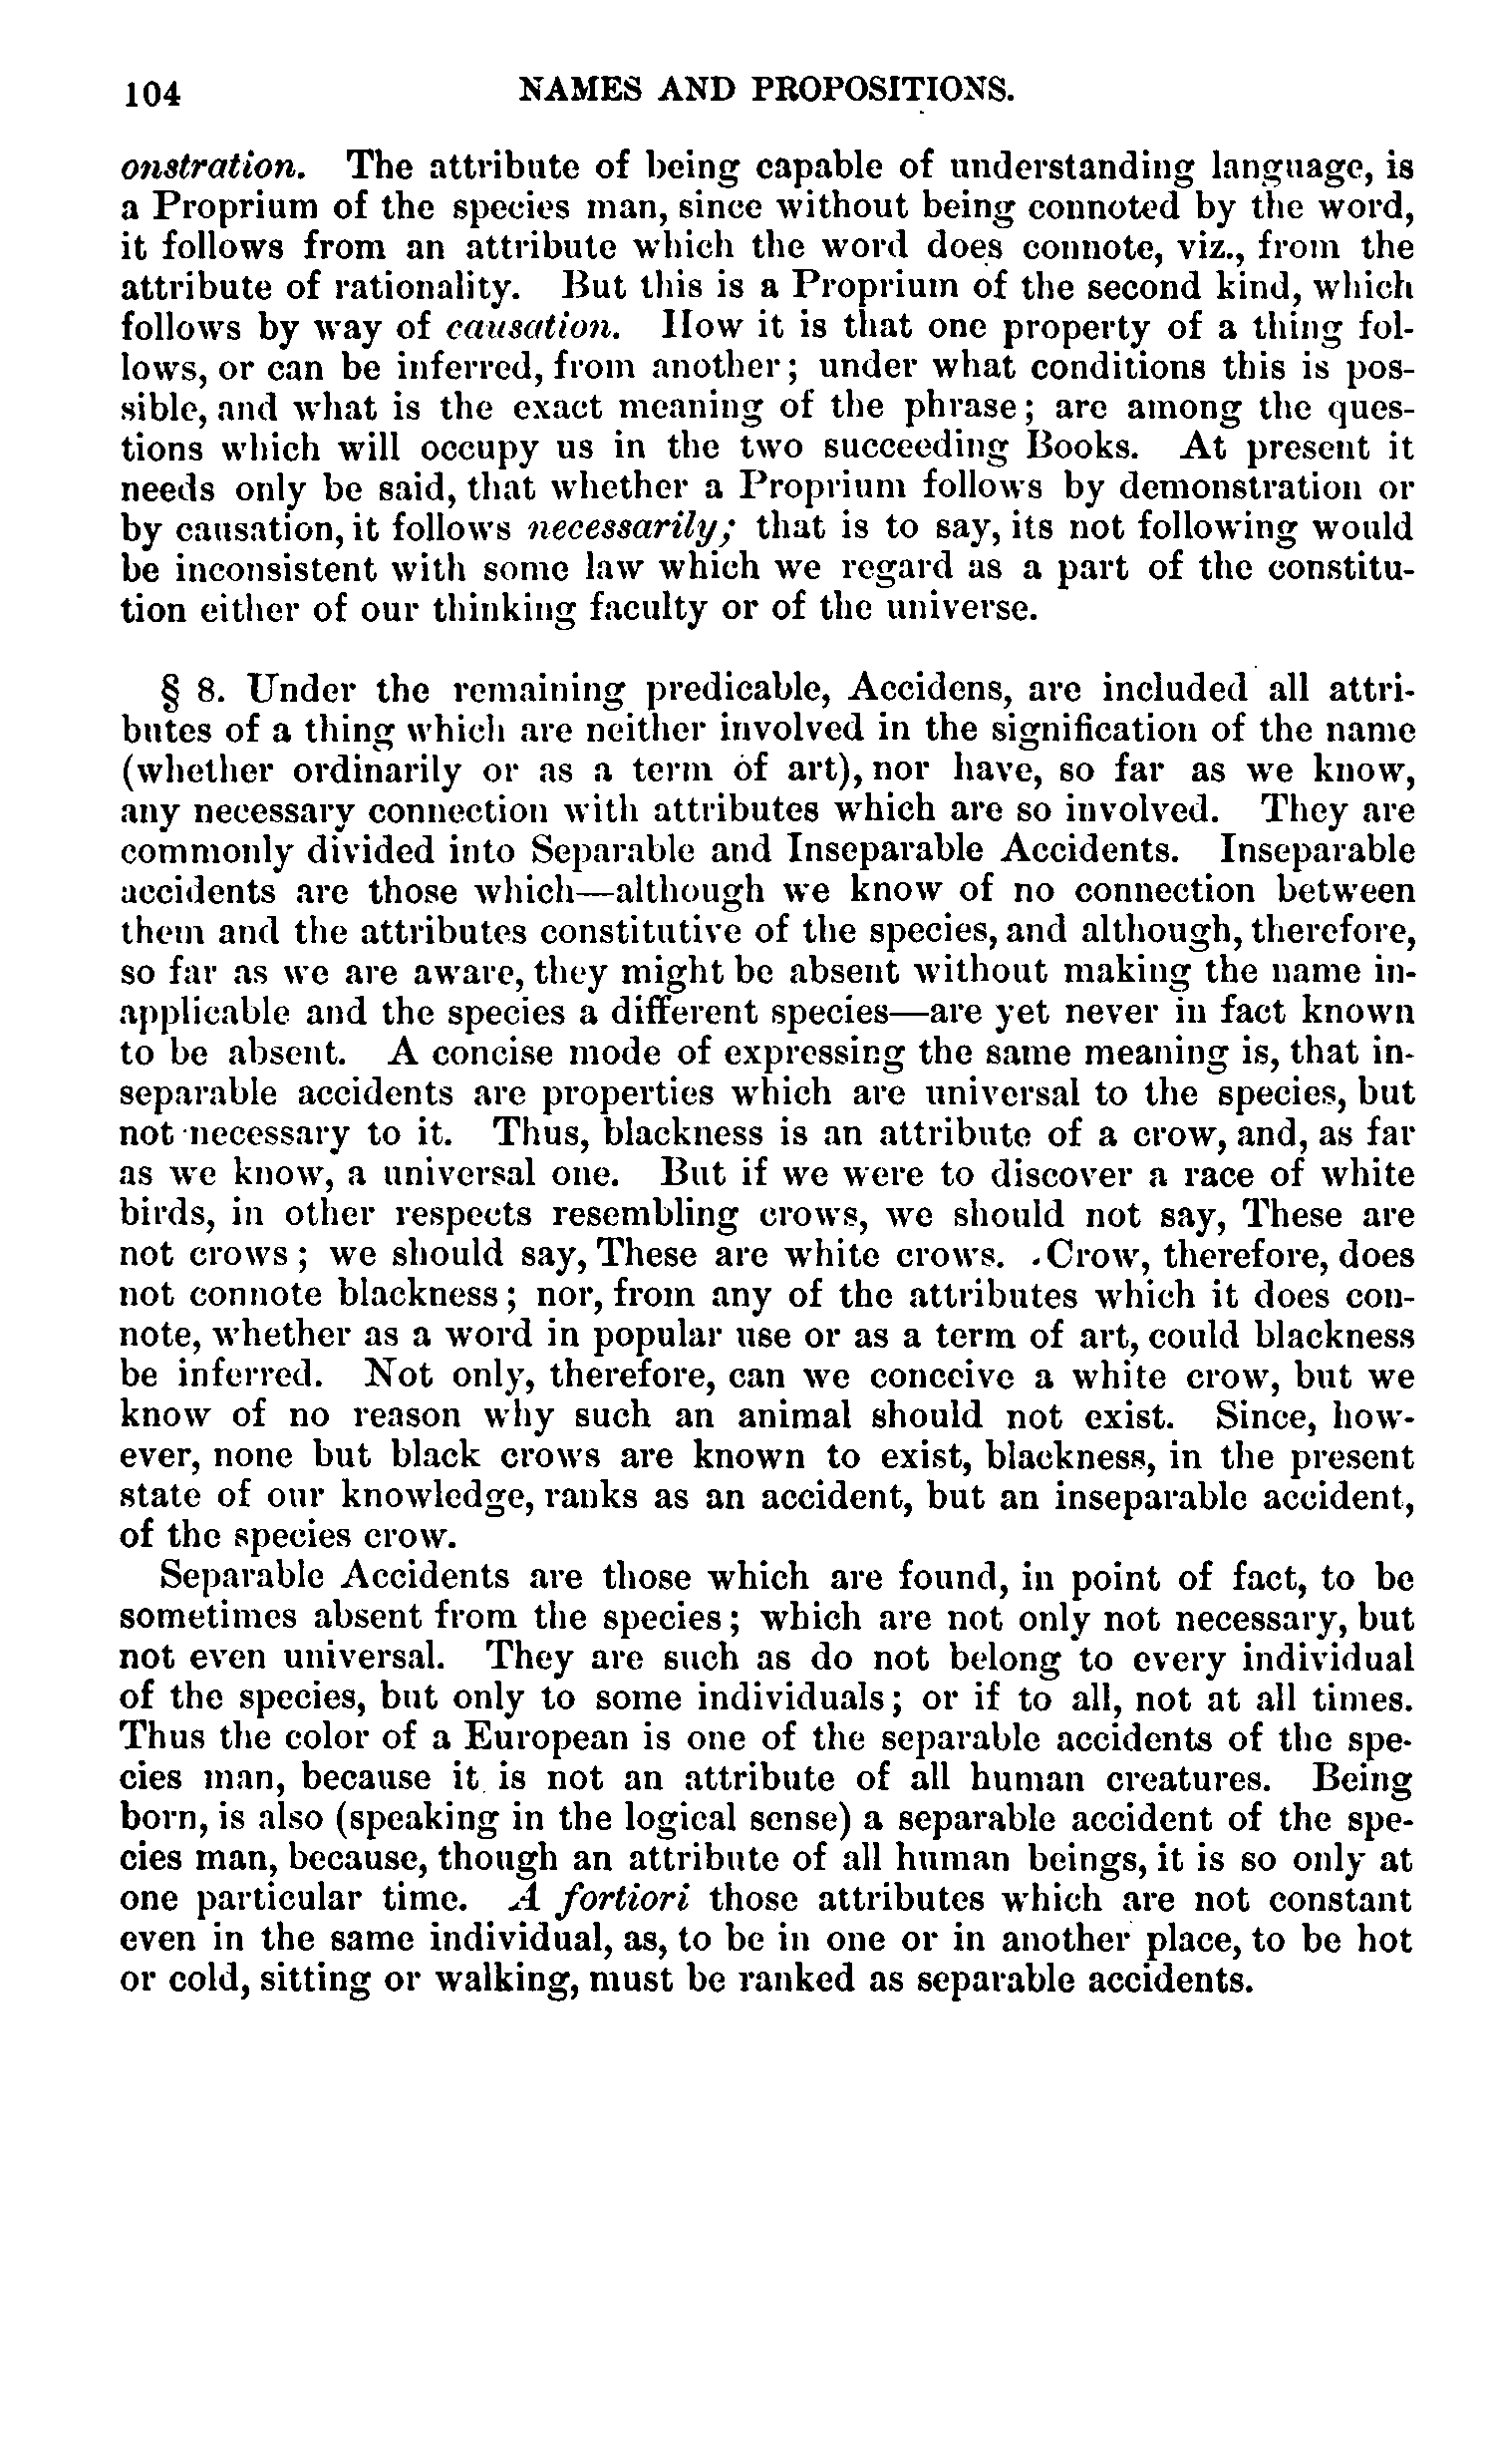 104 NAMES AND PROPOSITIONS.
onstration. The attribute of being capable of understanding language, is
a Proprium of the species man, since without being connoted by the word,
it follows from an attribute which the word does connote, viz., from the
attribute of rationality. But this is a Proprium of the second kind, which
follows by way of causation. How it is that one property of a thing fol-
lows, or can be inferred, from another; under what conditions this is pos-
sible, and what is the exact meaning of the phrase; are among the ques-
tions which will occupy us in the two succeeding Books. At present it
needs only be said, that whether a Proprium follows by demonstration or
by causation, it follows necessarily; that is to say, its not following would
be inconsistent with some law which we regard as a part of the constitu-
tion either of our thinking faculty or of the universe.
§ 8. Under the remaining predicable, Accidens, are included all attri-
butes of a thing which are neither involved in the signification of the name
(whether ordinarily or as a term of art), nor have, so far as we know,
any necessary connection with attributes which are so involved. They are
commonly divided into Separable and Inseparable Accidents. Inseparable
accidents are those which—although we know of no connection between
them and the attributes constitutive of the species, and although, therefore,
so far as we are aware, they might be absent without making the name in-
applicable and the species a different species—are yet never in fact known
to be absent. A concise mode of expressing the same meaning is, that in-
separable accidents are properties which are universal to the species, but
not necessary to it. Thus, blackness is an attribute of a crow, and, as far
as we know, a universal one. But if we were to discover a race of white
birds, in other respects resembling crows, we should not say, These are
not crows; we should say, These are white crows. Crow, therefore, does
not connote blackness; nor, from any of the attributes which it does con-
note, whether as a word in popular use or as a term of art, could blackness
be inferred. Not only, therefore, can we conceive a white crow, but we
know of no reason why such an animal should not exist. Since, how-
ever, none but black crows are known to exist, blackness, in the present
state of our knowledge, ranks as an accident, but an inseparable accident,
of the species crow.
Separable Accidents are those which are found, in point of fact, to be
sometimes absent from the species; which are not only not necessary, but
not even universal. They are such as do not belong to every individual
of the species, but only to some individuals; or if to all, not at all times.
Thus the color of a European is one of the separable accidents of the spe-
cies man, because it is not an attribute of all human creatures. Being
born, is also (speaking in the logical sense) a separable accident of the spe-
cies man, because, though an attribute of all human beings, it is so only at
one particular time. A fortiori those attributes which are not constant
even in the same individual, as, to be in one or in another place, to be hot
or cold, sitting or walking, must be ranked as separable accidents.